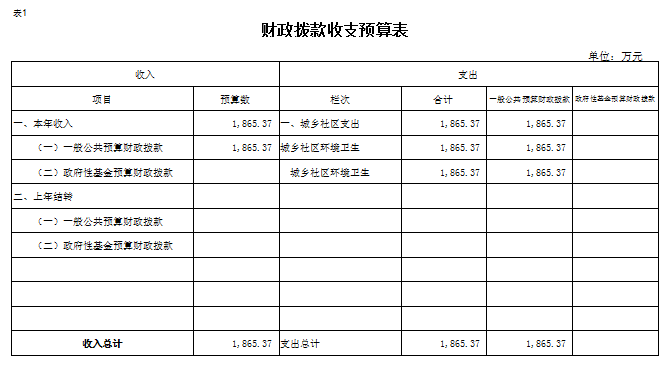 表1
财政拨款收支预算表
单位：万元
收入 支出
项目 预算数 栏次 合计 一般公共预算财政拨款 政府性基金预算财政拨款
一、本年收入 1,865.37 一、城乡社区支出 1,865.37 1,865.37
（一）一般公共预算财政拨款 1,865.37 城乡社区环境卫生 1,865.37 1,865.37
（二）政府性基金预算财政拨款 城乡社区环境卫生 1,865.37 1,865.37
二、上年结转
（一）一般公共预算财政拨款
（二）政府性基金预算财政拨款
收入总计 1,865.37 支出总计 1,865.37 1,865.37